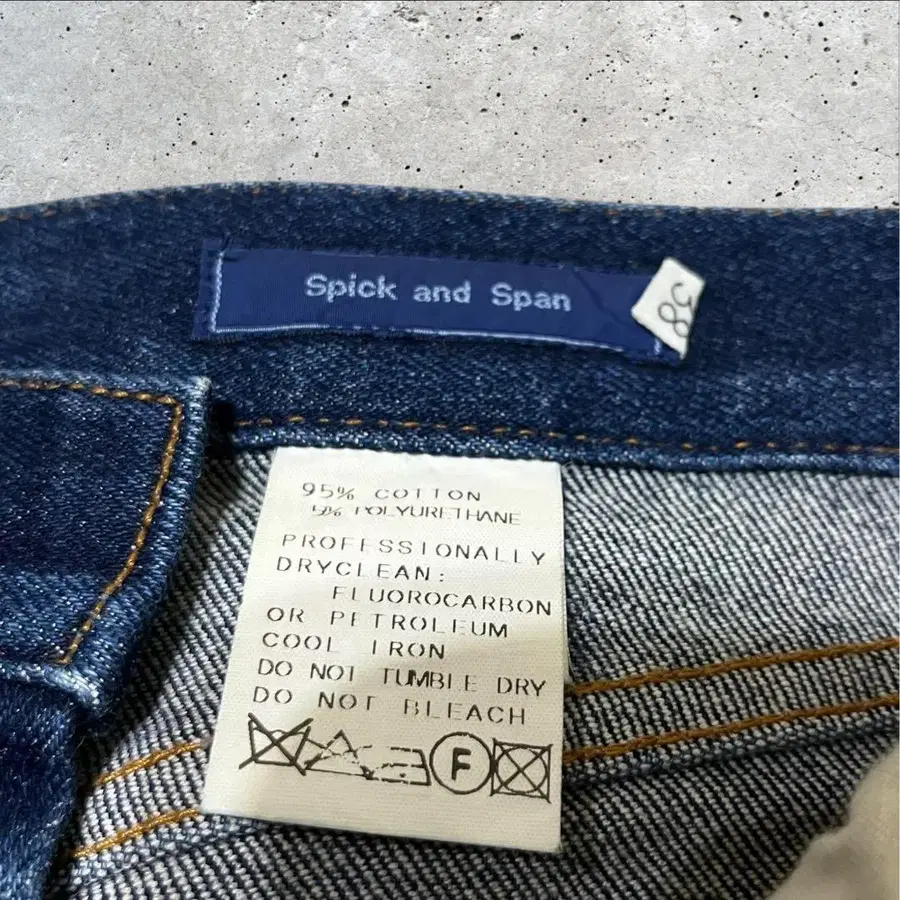 Spick and Span
38
95% COTTON
5% POLYURETHANE
PROFESSIONALLY
DRYCLEAN:
FLUOROCARBON
OR PETROLEUM
COOL IRON
DO NOT TUMBLE DRY
DO NOT BLEACH
F